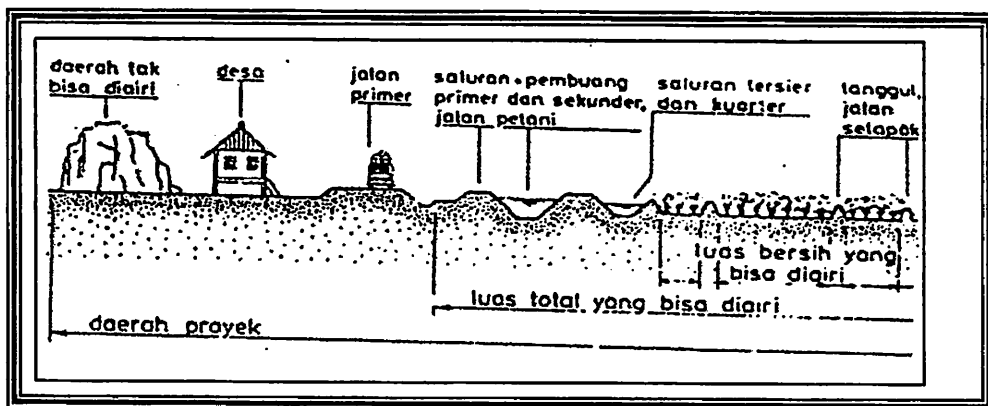 daerah tak
bisa diairi
desa
jalan
primer
saluran + pembuang
primer dan sekunder,
jalan petani
saluran tersier
dan kuarter
tanggul,
jalan
setapak
luas bersih yang
bisa diairi
luas total yang bisa diairi
daerah proyek